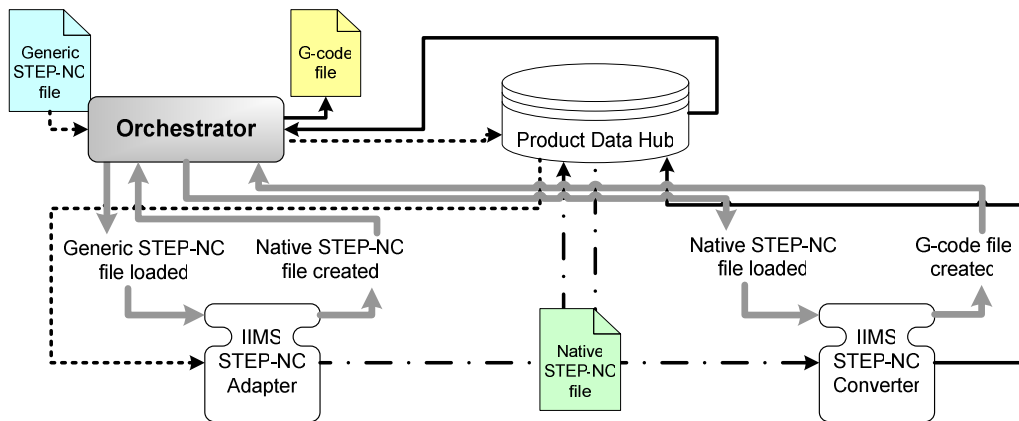 Generic
STEP-NC
file
G-code
file
Orchestrator
Product Data Hub
Generic STEP-NC
file loaded
Native STEP-NC
file created
Native STEP-NC
file loaded
G-code file
created
IIMS
STEP-NC
Adapter
Native
STEP-NC
file
IIMS
STEP-NC
Converter